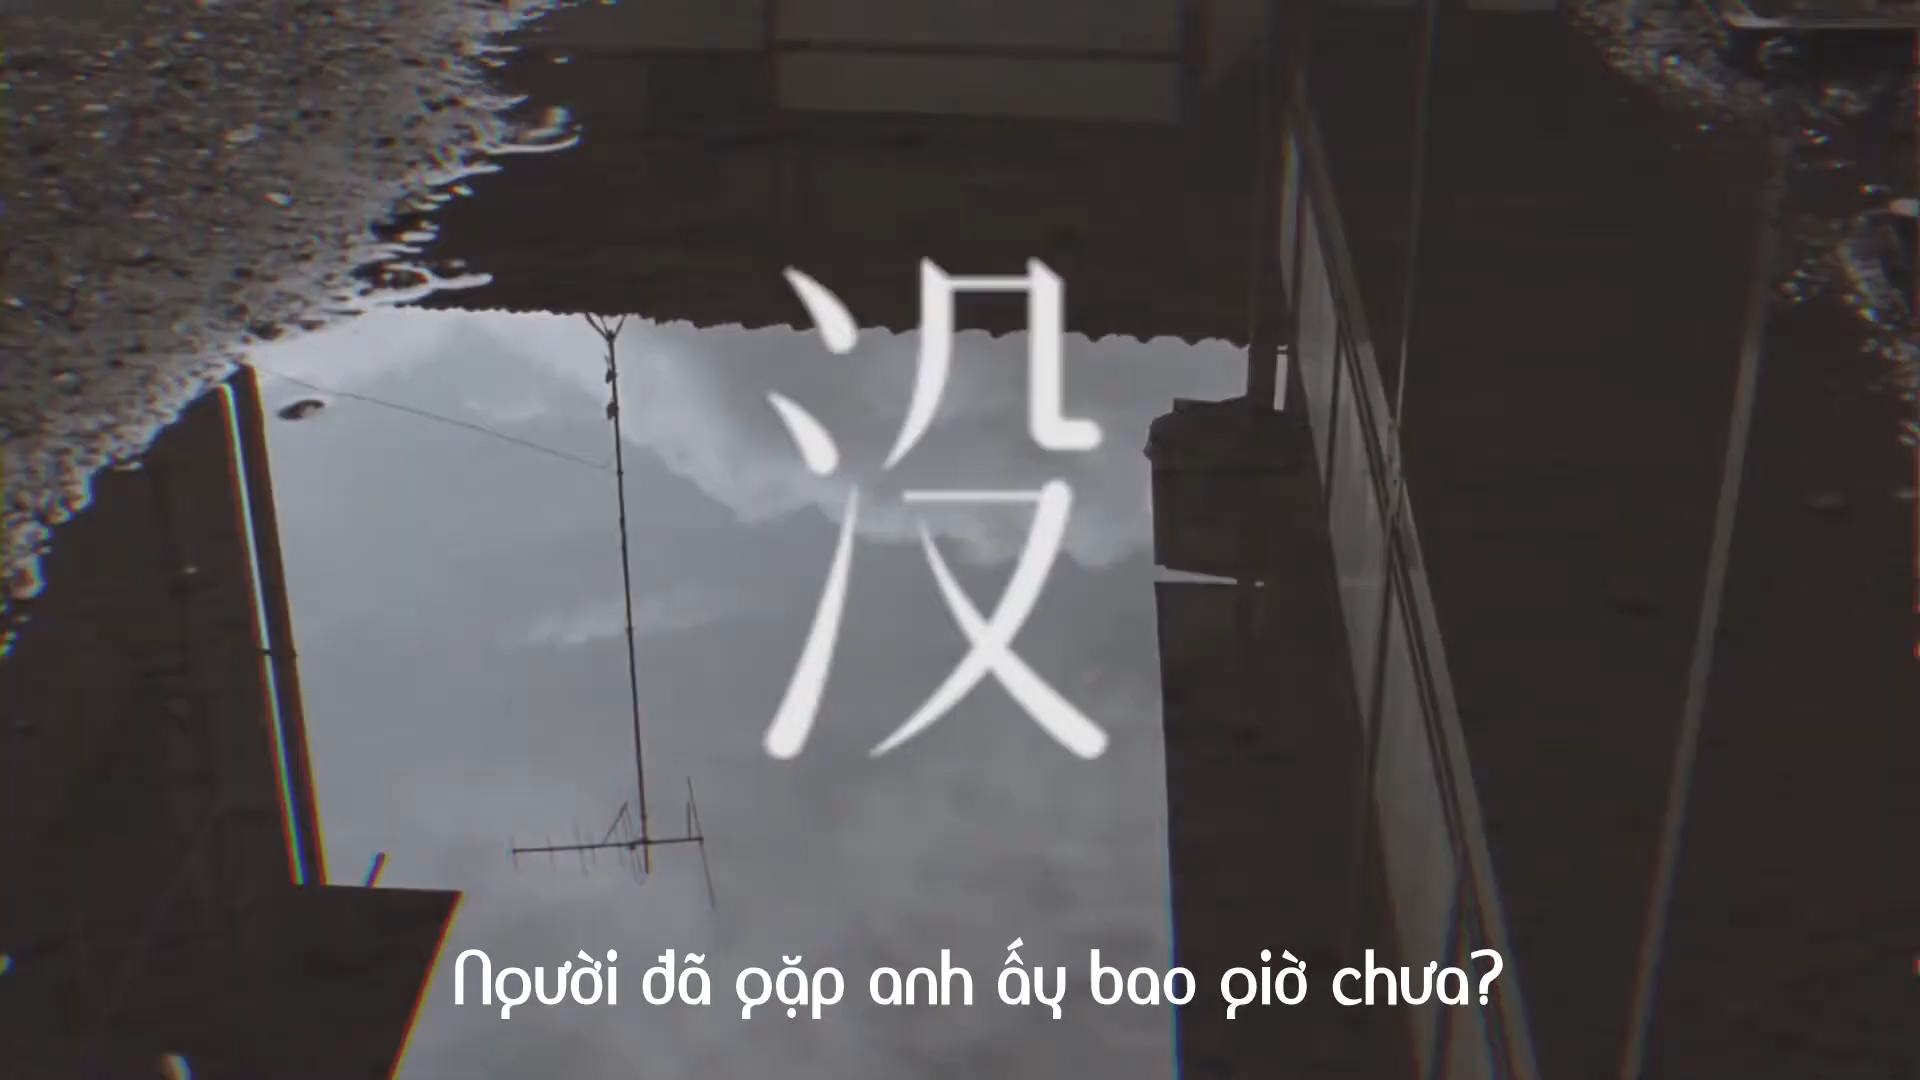 没
Người đã gặp anh ấy bao giờ chưa?